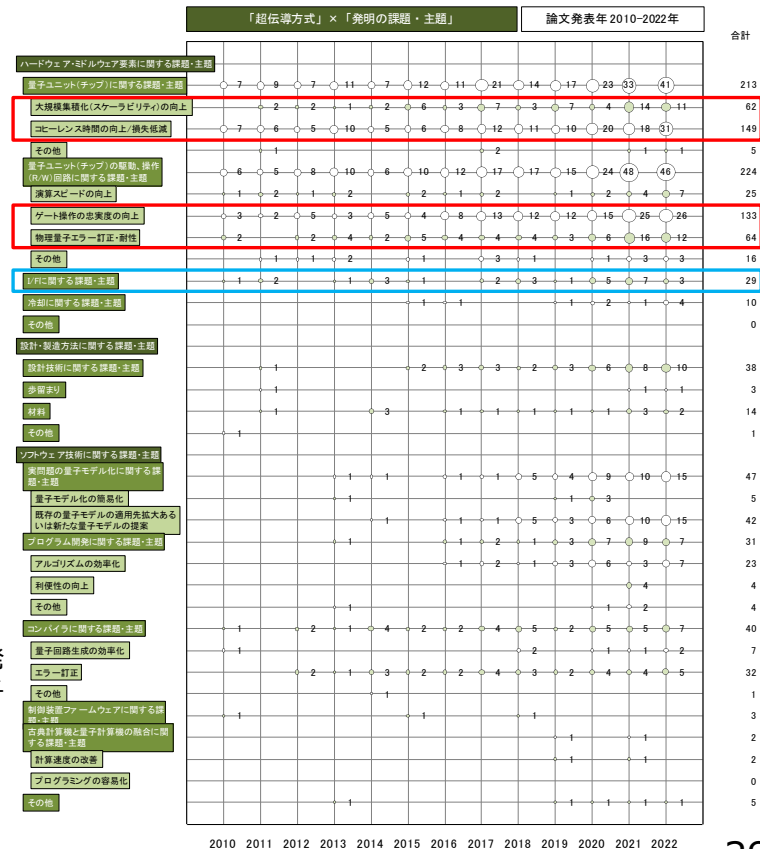 「超伝導方式」×「発明の課題・主題」 論文発表年 2010-2022年
合計
ハードウェア・ミドルウェア要素に関する課題・主題
量子ユニット(チップ)に関する課題・主題 7 9 7 11 7 12 11 21 14 17 23 33 41 213
大規模集積化(スケーラビリティ)の向上 2 2 1 2 6 3 7 3 7 4 14 11 62
コヒーレンス時間の向上/損失低減 7 6 5 10 5 6 8 12 11 10 20 18 31 149
その他 1 2 1 1 5
量子ユニット(チップ)の駆動、操作
(R/W)回路に関する課題・主題 6 5 8 10 6 10 12 17 17 15 24 48 46 224
演算スピードの向上 1 2 1 2 2 1 2 1 2 4 7 25
ゲート操作の忠実度の向上 3 2 5 3 5 4 8 13 12 12 15 25 26 133
物理量子エラー訂正・耐性 2 2 4 2 5 4 4 4 3 6 16 12 64
その他 1 1 2 1 3 1 1 3 3 16
I/Fに関する課題・主題 1 2 1 3 1 2 3 1 5 7 3 29
冷却に関する課題・主題 1 1 1 2 1 4 10
その他 0
設計・製造方法に関する課題・主題
設計技術に関する課題・主題 1 2 3 3 2 3 6 8 10 38
歩留まり 1 1 1 3
材料 1 3 1 1 1 1 1 3 2 14
その他 1 1
ソフトウェア技術に関する課題・主題
実問題の量子モデル化に関する課
題・主題 1 1 1 1 5 4 9 10 15 47
量子モデル化の簡易化 1 1 3 5
既存の量子モデルの適用先拡大ある
いは新たな量子モデルの提案 1 1 1 5 3 6 10 15 42
プログラム開発に関する課題・主題 1 1 2 1 3 7 9 7 31
アルゴリズムの効率化 1 2 1 3 6 3 7 23
利便性の向上 4 4
その他 1 1 2 4
コンパイラに関する課題・主題 1 2 1 4 2 2 4 5 2 5 5 7 40
量子回路生成の効率化 1 2 1 1 2 7
エラー訂正 2 1 3 2 2 4 3 2 4 4 5 32
その他 1 1
制御装置ファームウェアに関する課
題・主題 1 1 1 3
古典計算機と量子計算機の融合に関
する課題・主題 1 1 2
計算速度の改善 1 1 2
プログラミングの容易化 0
その他 1 1 1 1 1 5
2010 2011 2012 2013 2014 2015 2016 2017 2018 2019 2020 2021 2022